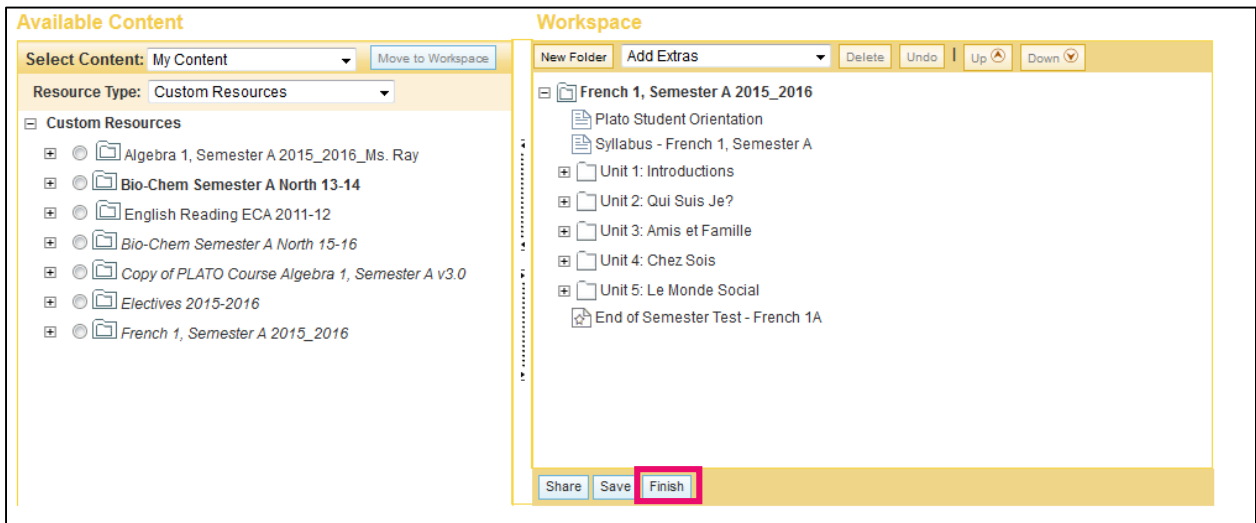 Available Content
Select Content: My Content Move to Workspace
Resource Type: Custom Resources
Custom Resources
Algebra 1, Semester A 2015_2016_Ms. Ray
Bio-Chem Semester A North 13-14
English Reading ECA 2011-12
Bio-Chem Semester A North 15-16
Copy of PLATO Course Algebra 1, Semester A v3.0
Electives 2015-2016
French 1, Semester A 2015_2016
Workspace
New Folder Add Extras Delete Undo | Up Down
French 1, Semester A 2015_2016
Plato Student Orientation
Syllabus - French 1, Semester A
Unit 1: Introductions
Unit 2: Qui Suis Je?
Unit 3: Amis et Famille
Unit 4: Chez Sois
Unit 5: Le Monde Social
End of Semester Test - French 1A
Share Save Finish